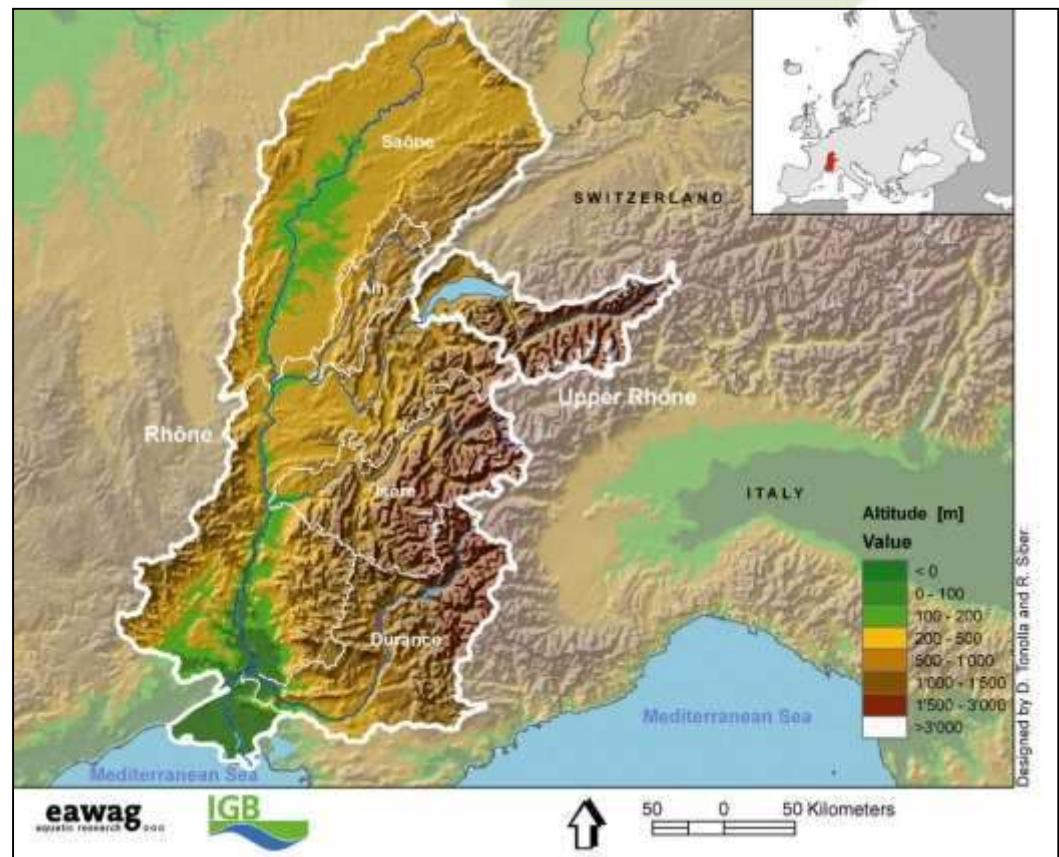 Saône
SWITZERLAND
Ain
Upper Rhône
Rhône
Isère
ITALY
Durance
Mediterranean Sea
Mediterranean Sea
Altitude [m]
Value
< 0
0 - 100
100 - 200
200 - 500
500 - 1'000
1'000 - 1'500
1'500 - 3'000
>3'000
Designed by D. Tonolla and R. Siber
eawag
aquatic research
IGB
50 0 50 Kilometers